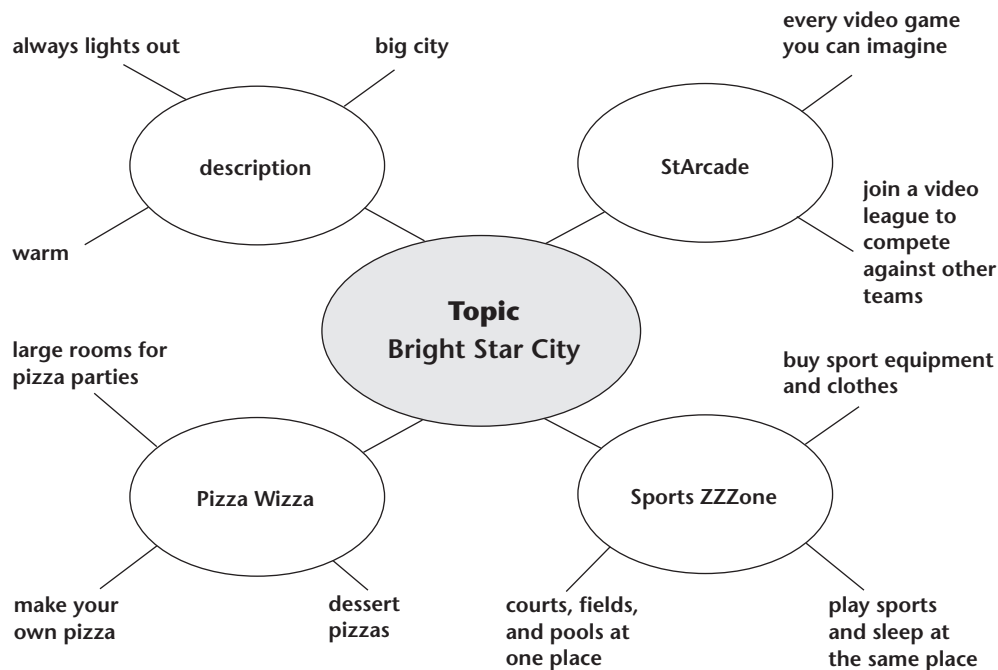 always lights out
big city
description
warm
every video game
you can imagine
StArcade
join a video
league to
compete
against other
teams
Topic
Bright Star City
large rooms for
pizza parties
Pizza Wizza
make your
own pizza
dessert
pizzas
buy sport equipment
and clothes
Sports ZZZone
courts, fields,
and pools at
one place
play sports
and sleep at
the same place